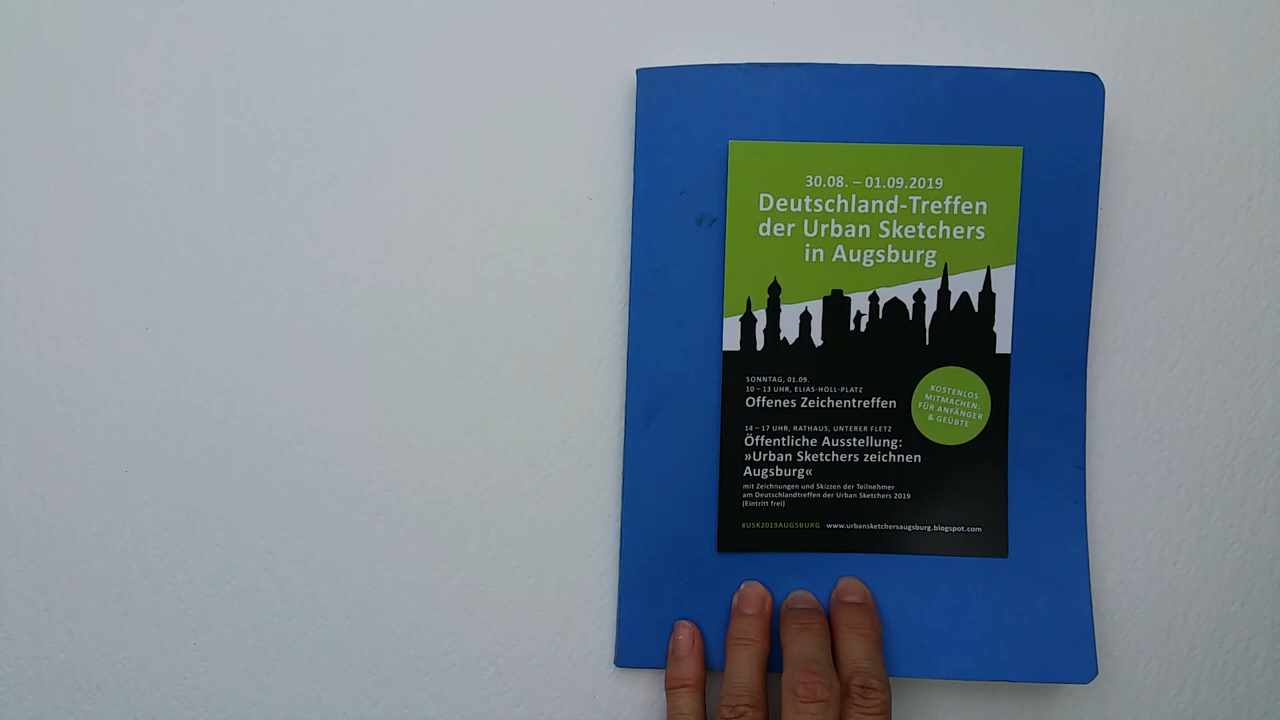 30.08. – 01.09.2019
Deutschland-Treffen
der Urban Sketchers
in Augsburg
SONNTAG, 01.09.
10 – 13 UHR, ELIAS-HOLL-PLATZ
Offenes Zeichentreffen
KOSTENLOS
MITMACHEN:
FÜR ANFÄNGER
& GEÜBTE
14 – 17 UHR, RATHAUS, UNTERER FLETZ
Öffentliche Ausstellung:
»Urban Sketchers zeichnen
Augsburg«
mit Zeichnungen und Skizzen der Teilnehmer
am Deutschlandtreffen der Urban Sketchers 2019
(Eintritt frei)
#USK2019AUGSBURG www.urbansketchersaugsburg.blogspot.com